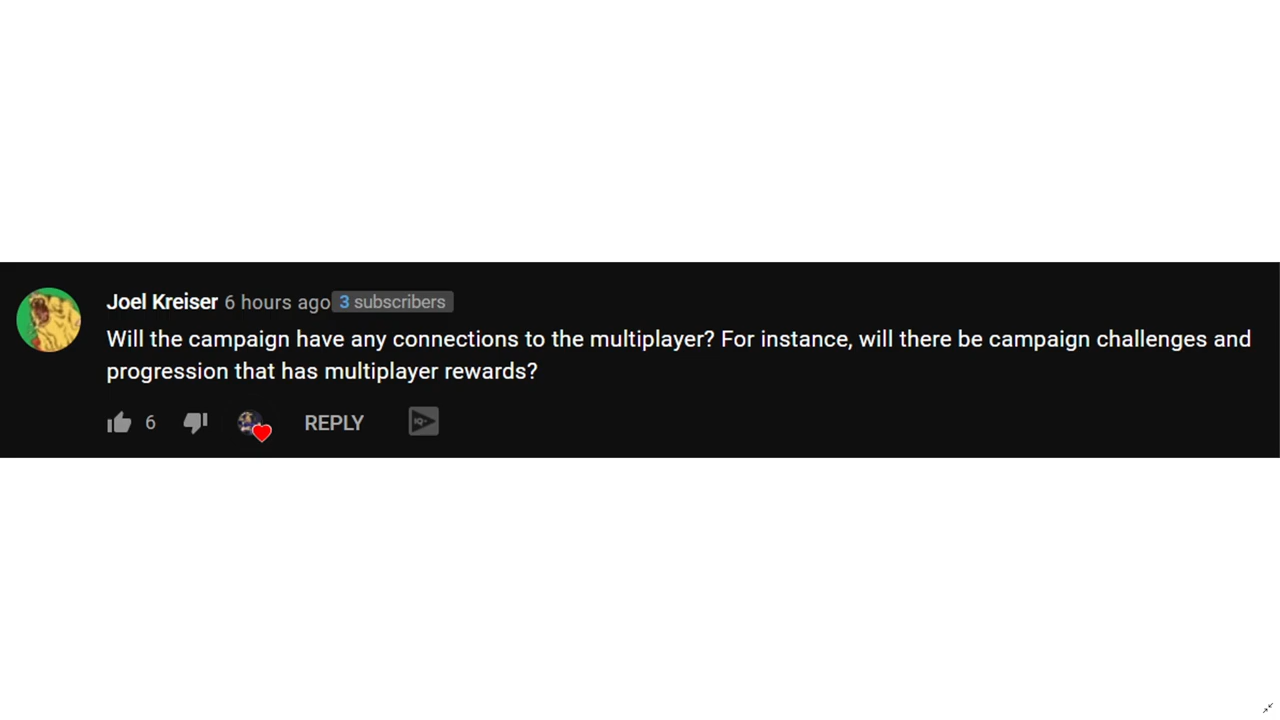 Joel Kreiser 6 hours ago 3 subscribers
Will the campaign have any connections to the multiplayer? For instance, will there be campaign challenges and
progression that has multiplayer rewards?
6 REPLY IQ